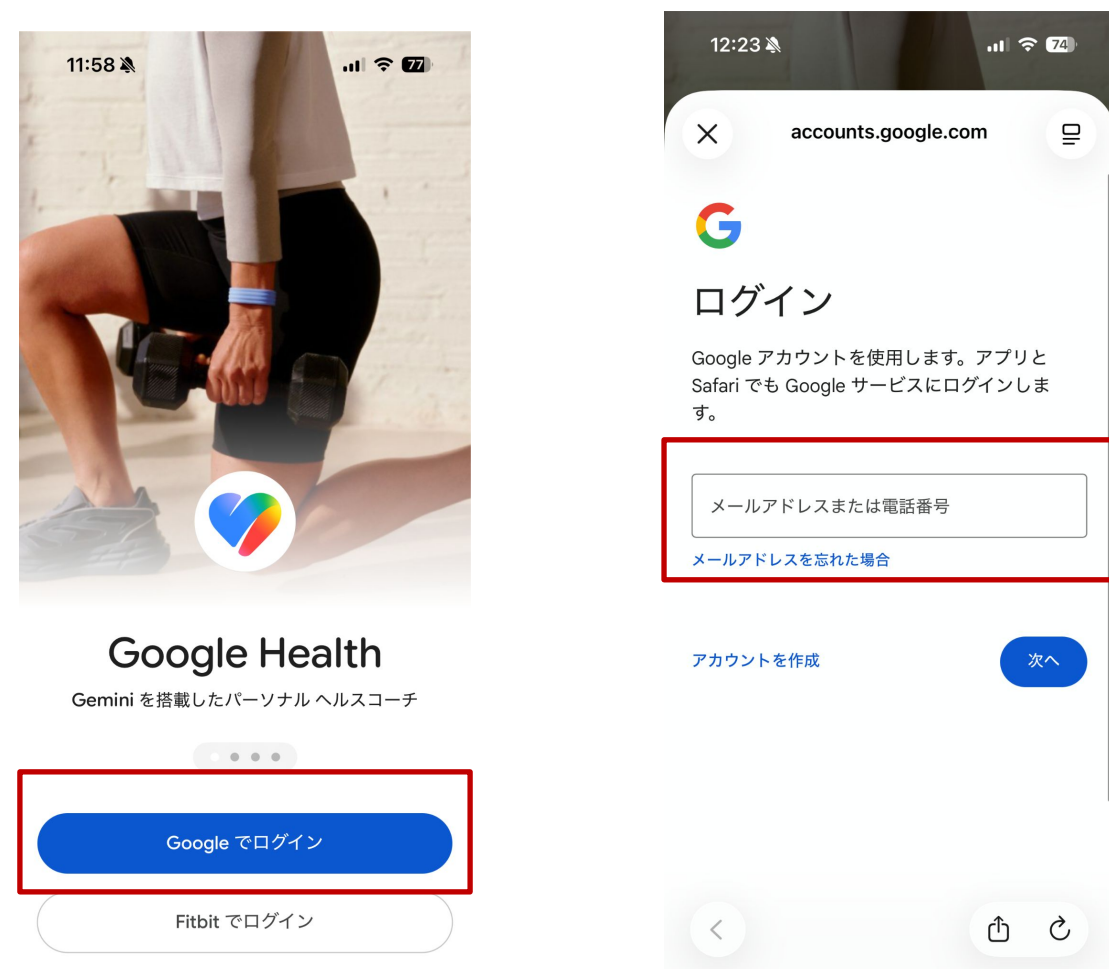 11:58
77
Google Health
Gemini を搭載したパーソナル ヘルスコーチ
Google でログイン
Fitbit でログイン
12:23
74
accounts.google.com
ログイン
Google アカウントを使用します。アプリと
Safari でも Google サービスにログインしま
す。
メールアドレスまたは電話番号
メールアドレスを忘れた場合
アカウントを作成
次へ